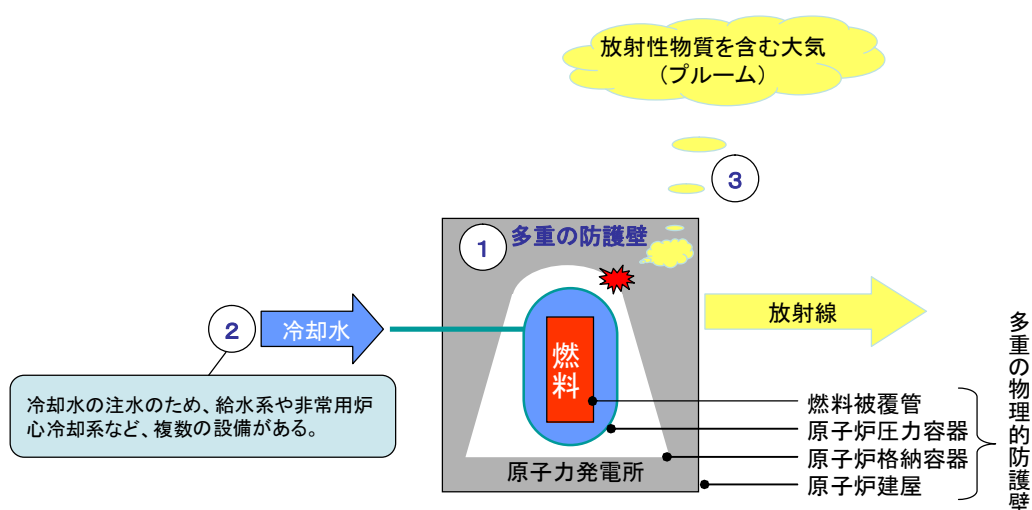 放射性物質を含む大気
（プルーム）
3
1
多重の防護壁
2
冷却水
燃料
放射線
冷却水の注水のため、給水系や非常用炉
心冷却系など、複数の設備がある。
原子力発電所
燃料被覆管
原子炉圧力容器
原子炉格納容器
原子炉建屋
多重の物理的防護壁